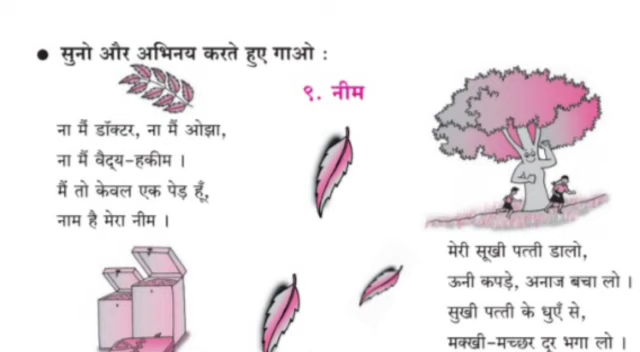 ● सुनो और अभिनय करते हुए गाओ :
९. नीम
ना मैं डॉक्टर, ना मैं ओझा,
ना मैं वैद्‍य-हकीम ।
मैं तो केवल एक पेड़ हूँ,
नाम है मेरा नीम ।
मेरी सूखी पत्ती डालो,
ऊनी कपड़े, अनाज बचा लो ।
सुखी पत्ती के धुएँ से,
मक्खी-मच्छर दूर भगा लो ।